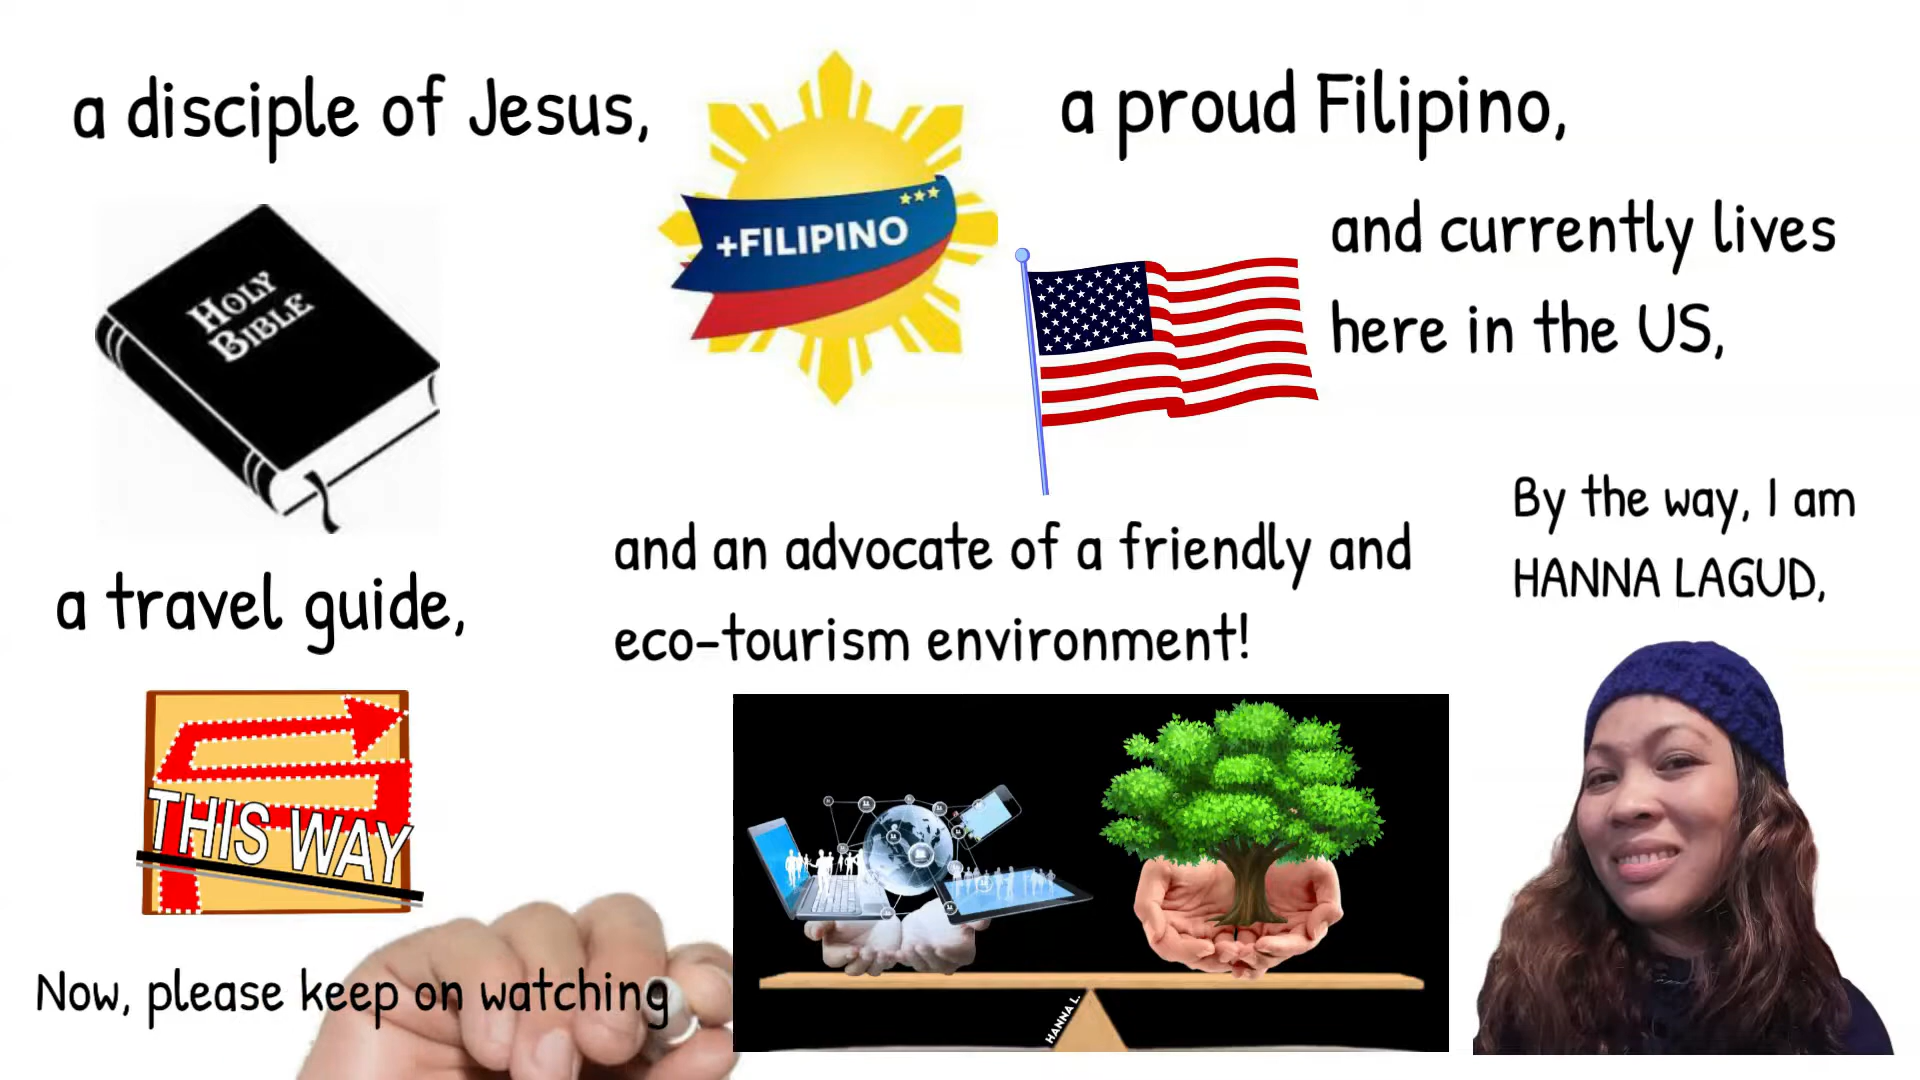 a disciple of Jesus,
a proud Filipino,
+FILIPINO
and currently lives
here in the US,
HOLY
BIBLE
By the way, I am
HANNA LAGUD,
and an advocate of a friendly and
eco-tourism environment!
a travel guide,
THIS WAY
Now, please keep on watching
HANNA L.